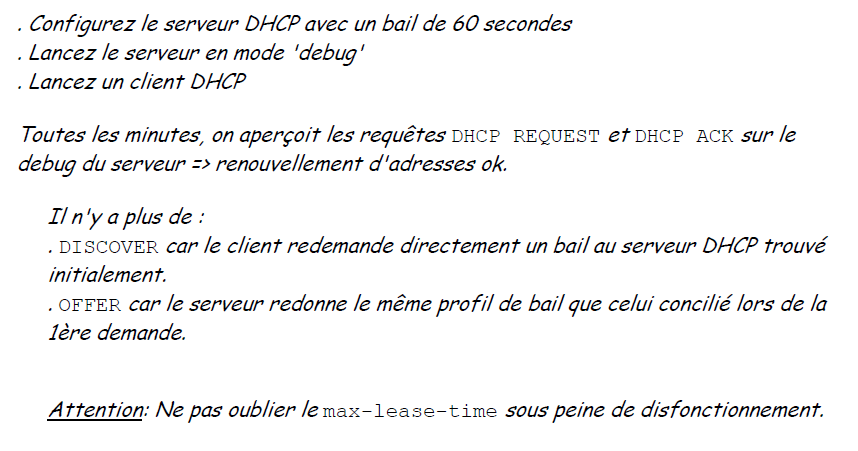 . Configurez le serveur DHCP avec un bail de 60 secondes
. Lancez le serveur en mode 'debug'
. Lancez un client DHCP
Toutes les minutes, on aperçoit les requêtes DHCP REQUEST et DHCP ACK sur le
debug du serveur => renouvellement d'adresses ok.
Il n'y a plus de :
. DISCOVER car le client redemande directement un bail au serveur DHCP trouvé
initialement.
. OFFER car le serveur redonne le même profil de bail que celui concilié lors de la
1ère demande.
Attention: Ne pas oublier le max-lease-time sous peine de disfonctionnement.